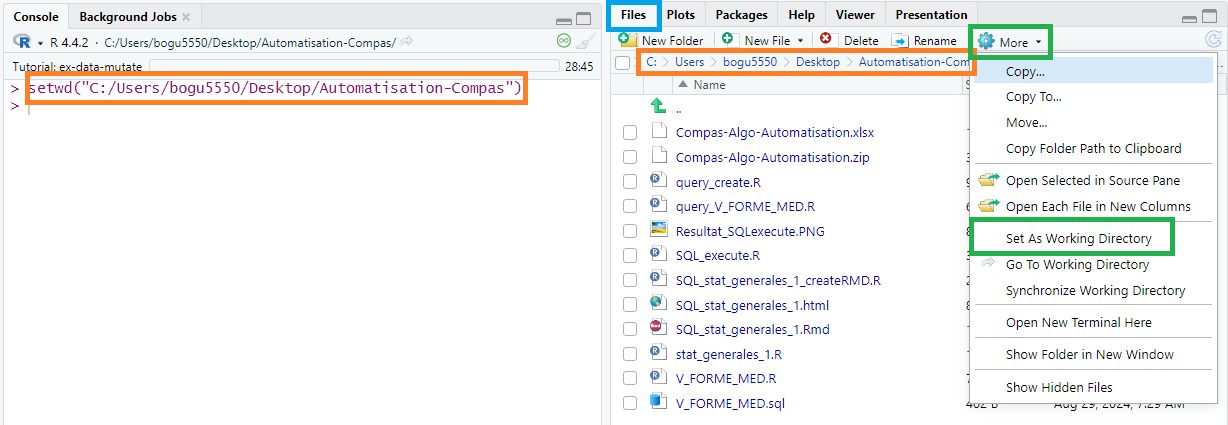 Console Background Jobs
R 4.4.2 · C:/Users/bogu5550/Desktop/Automatisation-Compas/
Tutorial: ex-data-mutate 28:45
> setwd("C:/Users/bogu5550/Desktop/Automatisation-Compas")
>
Files Plots Packages Help Viewer Presentation
New Folder New File Delete Rename More
C: Users bogu5550 Desktop Automatisation-Com
Name
..
Compas-Algo-Automatisation.xlsx
Compas-Algo-Automatisation.zip
query_create.R
query_V_FORME_MED.R
Resultat_SQLexecute.PNG
SQL_execute.R
SQL_stat_generales_1_createRMD.R
SQL_stat_generales_1.html
SQL_stat_generales_1.Rmd
stat_generales_1.R
V_FORME_MED.R
V_FORME_MED.sql 402 B Aug 29, 2024, 7:29 AM
Copy...
Copy To...
Move...
Copy Folder Path to Clipboard
Open Selected in Source Pane
Open Each File in New Columns
Set As Working Directory
Go To Working Directory
Synchronize Working Directory
Open New Terminal Here
Show Folder in New Window
Show Hidden Files